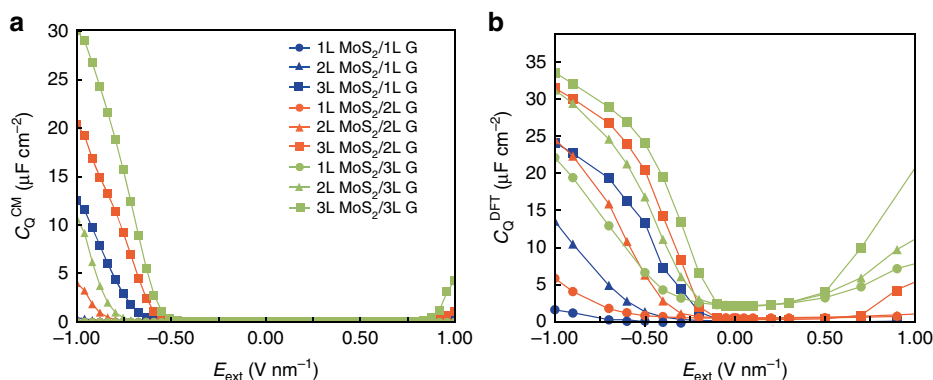 a
30
25
20
15
10
5
0
C_Q^CM (μF cm⁻²)
−1.00
−0.50
0.00
0.50
1.00
E_ext (V nm⁻¹)
1L MoS₂/1L G
2L MoS₂/1L G
3L MoS₂/1L G
1L MoS₂/2L G
2L MoS₂/2L G
3L MoS₂/2L G
1L MoS₂/3L G
2L MoS₂/3L G
3L MoS₂/3L G
b
35
30
25
20
15
10
5
0
C_Q^DFT (μF cm⁻²)
−1.00
−0.50
0.00
0.50
1.00
E_ext (V nm⁻¹)